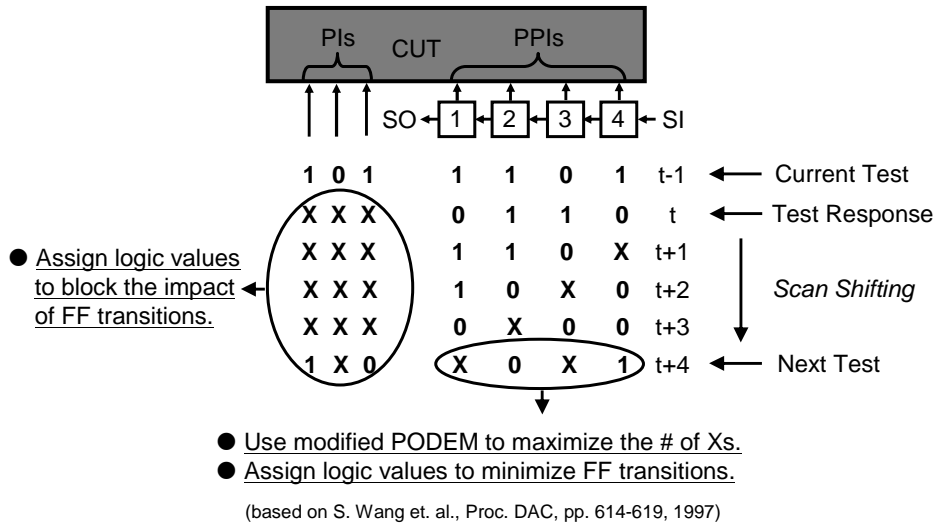 PIs CUT PPIs
SO 1 2 3 4 SI
1 0 1 1 1 0 1 t-1 Current Test
X X X 0 1 1 0 t Test Response
X X X 1 1 0 X t+1
X X X 1 0 X 0 t+2
X X X 0 X 0 0 t+3
1 X 0 X 0 X 1 t+4 Next Test
Scan Shifting
● Assign logic values
to block the impact
of FF transitions.
● Use modified PODEM to maximize the # of Xs.
● Assign logic values to minimize FF transitions.
(based on S. Wang et. al., Proc. DAC, pp. 614-619, 1997)